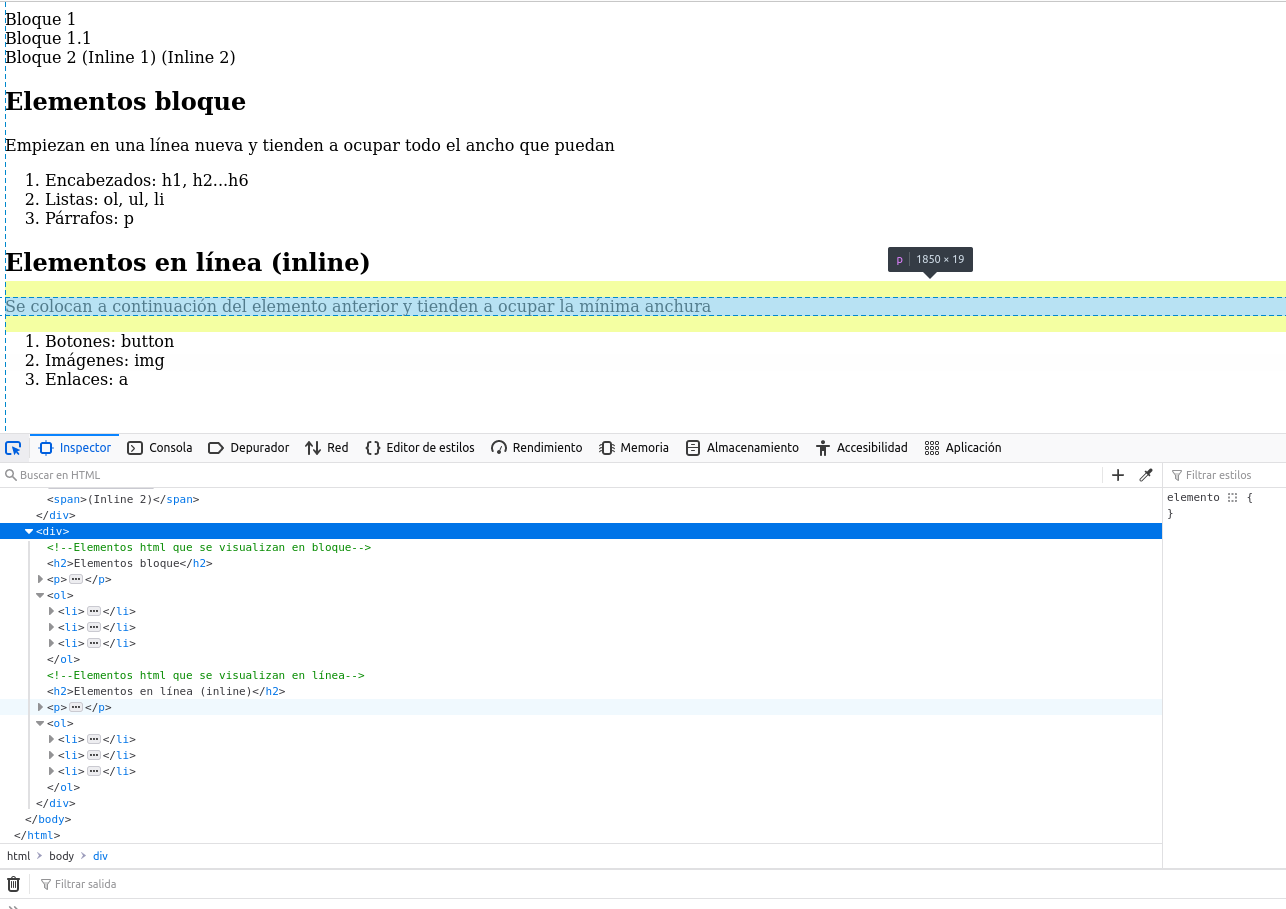 Bloque 1
Bloque 1.1
Bloque 2 (Inline 1) (Inline 2)
Elementos bloque
Empiezan en una línea nueva y tienden a ocupar todo el ancho que puedan
1. Encabezados: h1, h2...h6
2. Listas: ol, ul, li
3. Párrafos: p
Elementos en línea (inline)
p 1850 × 19
Se colocan a continuación del elemento anterior y tienden a ocupar la mínima anchura
1. Botones: button
2. Imágenes: img
3. Enlaces: a
Inspector Consola Depurador Red Editor de estilos Rendimiento Memoria Almacenamiento Accesibilidad Aplicación
Buscar en HTML + Filtrar estilos
<span>(Inline 2)</span>
</div>
<div>
<!--Elementos html que se visualizan en bloque-->
<h2>Elementos bloque</h2>
<p>···</p>
<ol>
<li>···</li>
<li>···</li>
<li>···</li>
</ol>
<!--Elementos html que se visualizan en línea-->
<h2>Elementos en línea (inline)</h2>
<p>···</p>
<ol>
<li>···</li>
<li>···</li>
<li>···</li>
</ol>
</div>
</body>
</html>
elemento {
}
html > body > div
Filtrar salida